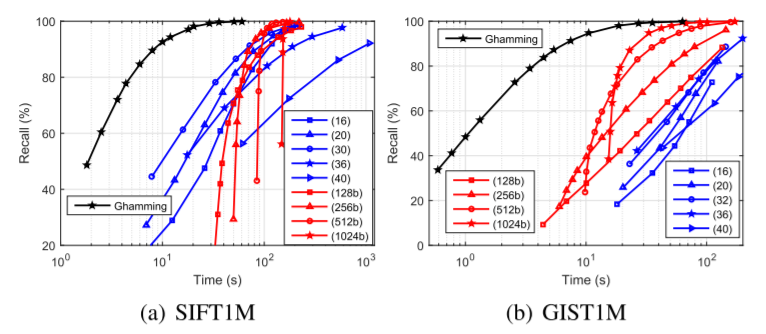 100
80
60
40
20
Recall (%)
Ghamming
(16)
(20)
(30)
(36)
(40)
(128b)
(256b)
(512b)
(1024b)
10^0
10^1
10^2
10^3
Time (s)
(a) SIFT1M
100
80
60
40
20
0
Recall (%)
Ghamming
(128b)
(256b)
(512b)
(1024b)
(16)
(20)
(32)
(36)
(40)
10^0
10^1
10^2
Time (s)
(b) GIST1M